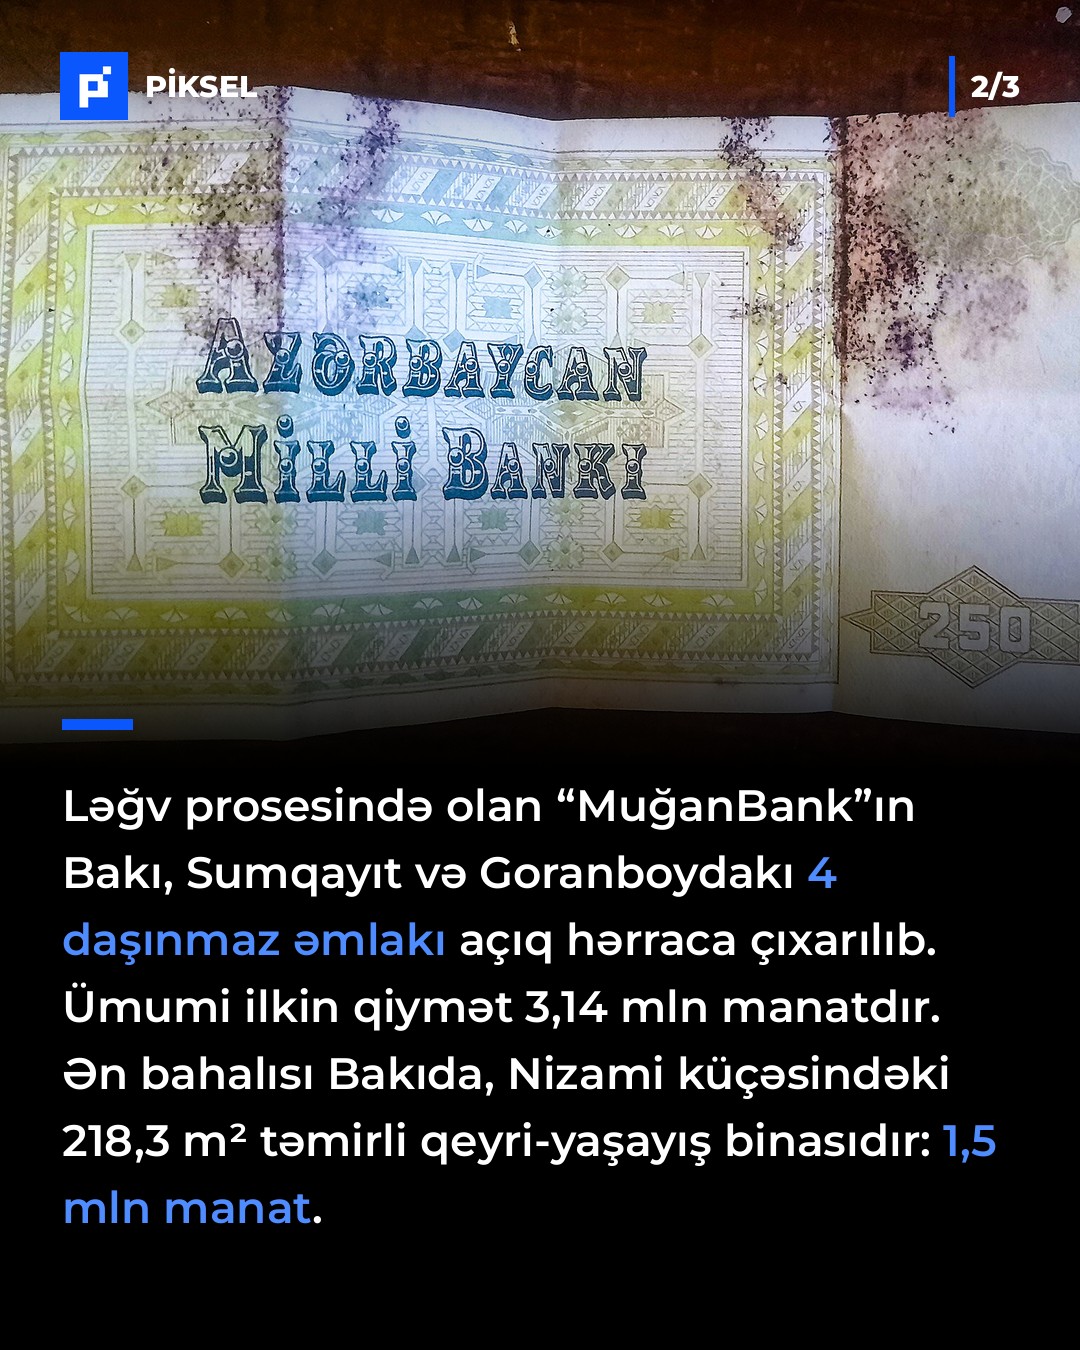 PİKSEL
2/3
AZƏRBAYCAN
MİLLİ BANKI
250
Ləğv prosesində olan “MuğanBank”ın
Bakı, Sumqayıt və Goranboydakı 4
daşınmaz əmlakı açıq hərraca çıxarılıb.
Ümumi ilkin qiymət 3,14 mln manatdır.
Ən bahalısı Bakıda, Nizami küçəsindəki
218,3 m² təmirli qeyri-yaşayış binasıdır: 1,5
mln manat.